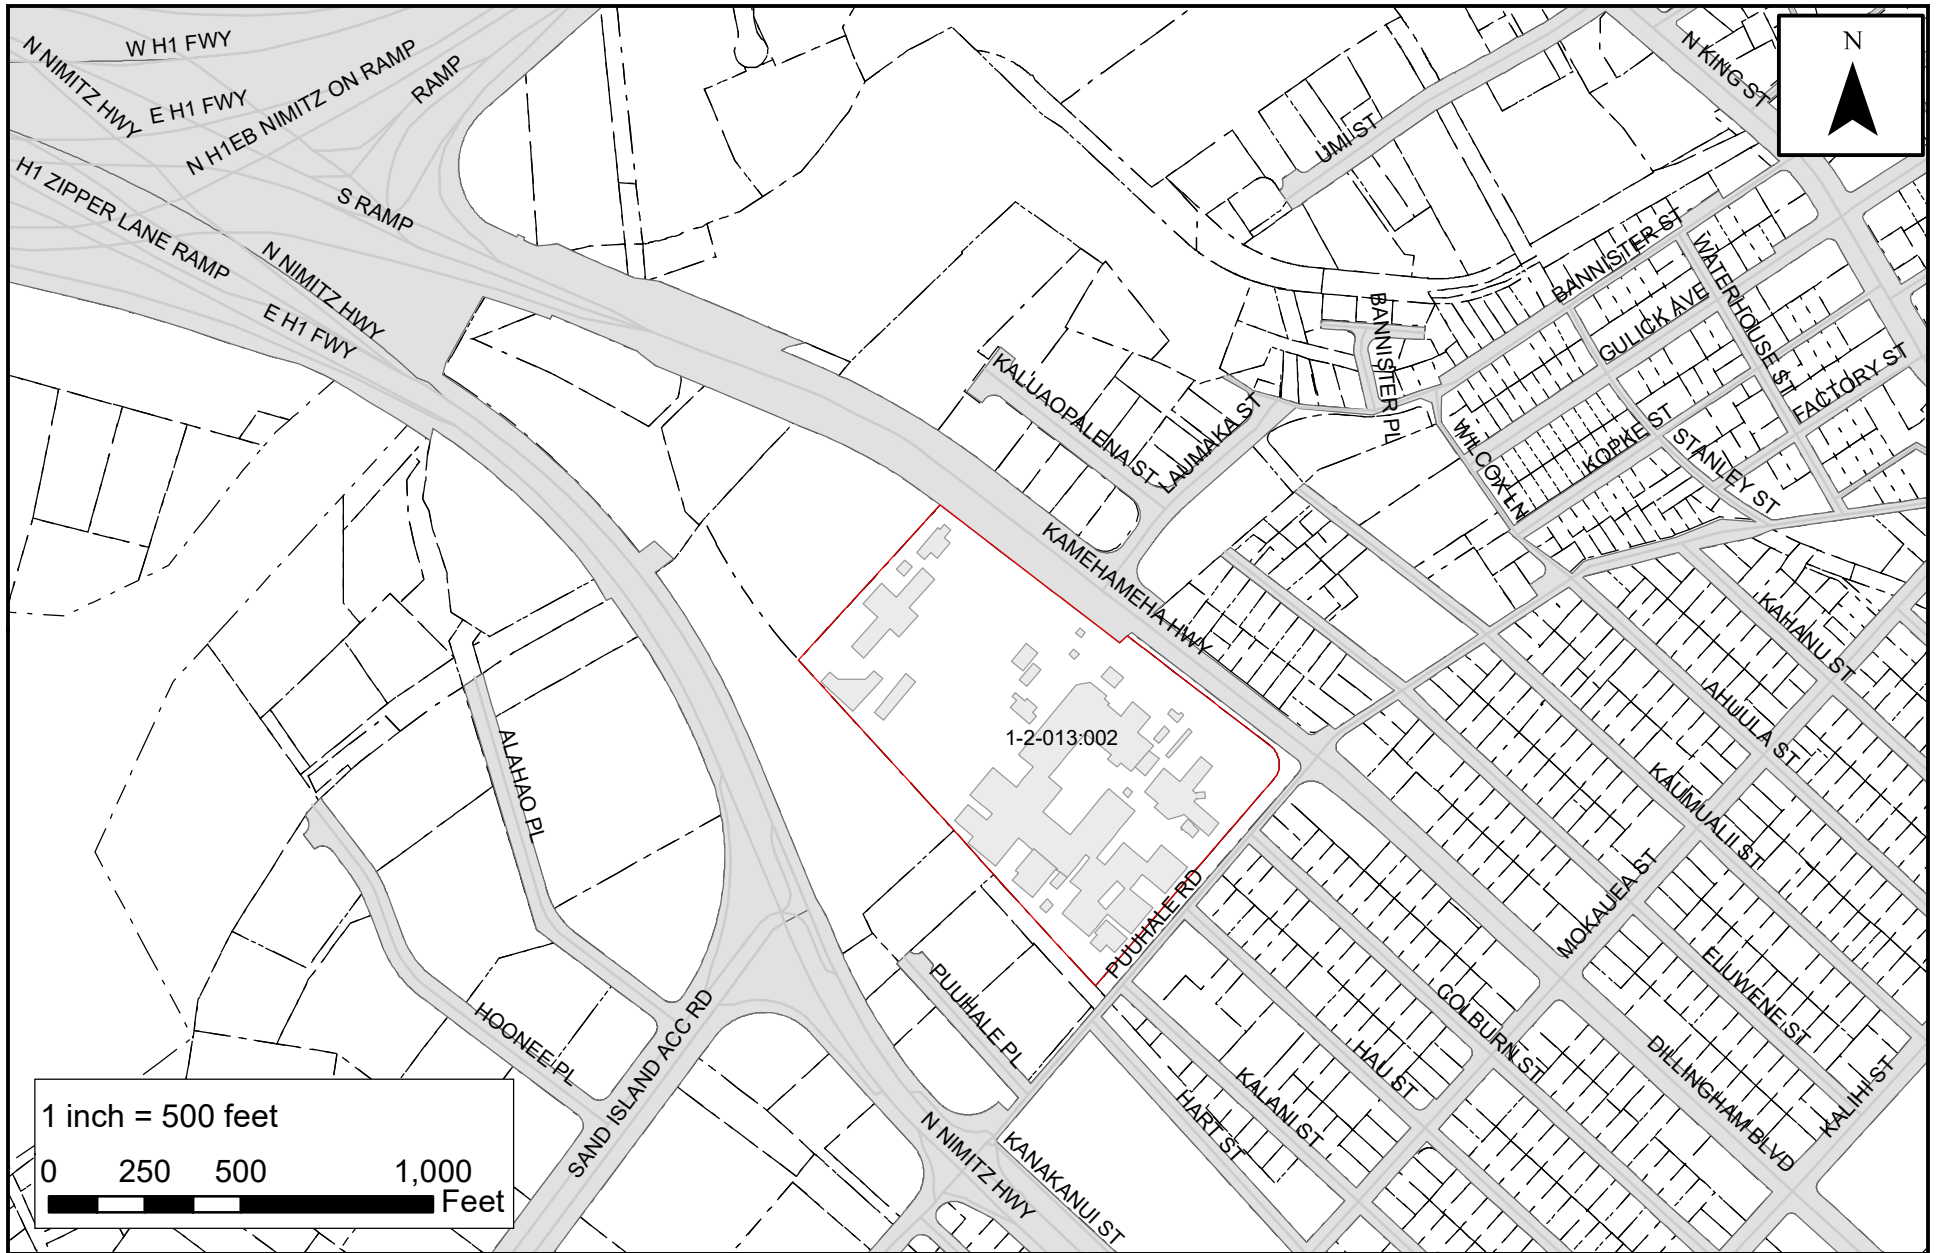 W H1 FWY
N NIMITZ HWY
E H1 FWY
N H1EB NIMITZ ON RAMP
RAMP
H1 ZIPPER LANE RAMP
S RAMP
N NIMITZ HWY
E H1 FWY
N KING ST
N
UMI ST
BANNISTER ST
WATERHOUSE ST
GULICK AVE
BANNISTER PL
FACTORY ST
KALUAOPALENA ST
LAUMAKA ST
WILCOX LN
KOPKE ST
STANLEY ST
KAMEHAMEHA HWY
KAHANU ST
AHUULA ST
KAUMUALII ST
1-2-013:002
ALAHAO PL
MOKAUEA ST
PUUHALE RD
ELUWENE ST
PUUHALE PL
COLBURN ST
HOONEE PL
SAND ISLAND ACC RD
HAU ST
DILLINGHAM BLVD
KALIHI ST
KALANI ST
HART ST
N NIMITZ HWY
KANAKANUI ST
1 inch = 500 feet
0 250 500 1,000
Feet